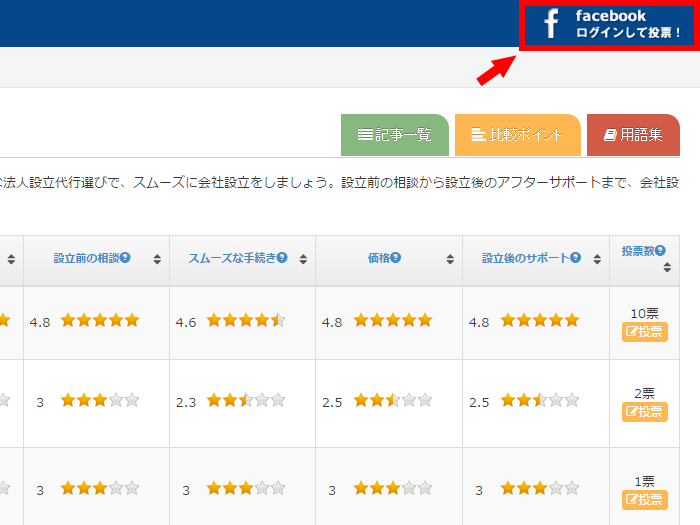 facebook
ログインして投票！
記事一覧 比較ポイント 用語集
法人設立代行選びで、スムーズに会社設立をしましょう。設立前の相談から設立後のアフターサポートまで、会社設
設立前の相談 スムーズな手続き 価格 設立後のサポート 投票数
4.8 4.6 4.8 4.8 10票
投票
3 2.3 2.5 2.5 2票
投票
3 3 3 3 1票
投票